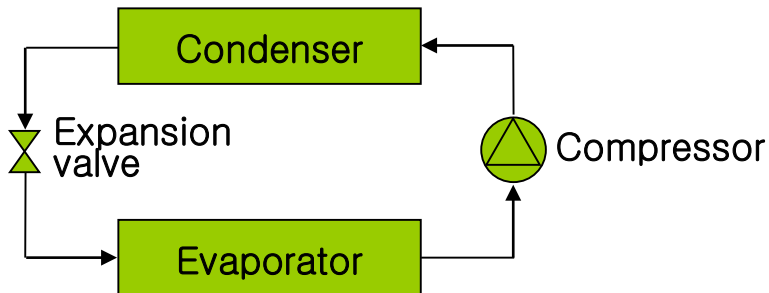 Condenser
Expansion
valve
Compressor
Evaporator